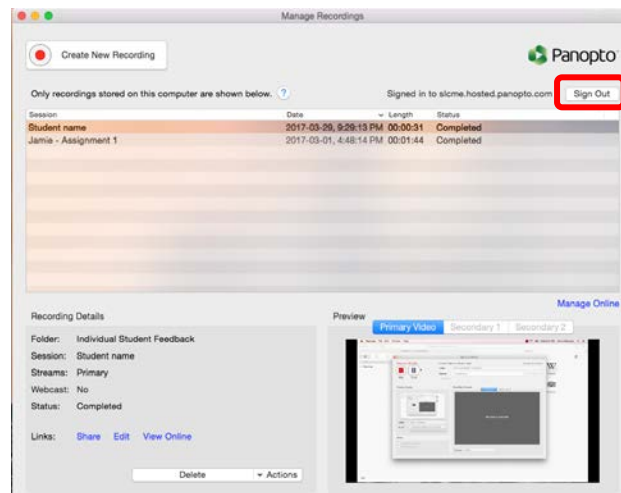 Manage Recordings
Create New Recording
Panopto
Only recordings stored on this computer are shown below. ?
Signed in to slcme.hosted.panopto.com
Sign Out
Session Date Length Status
Student name 2017-03-29, 9:29:13 PM 00:00:31 Completed
Jamie - Assignment 1 2017-03-01, 4:48:14 PM 00:01:44 Completed
Manage Online
Recording Details
Folder: Individual Student Feedback
Session: Student name
Streams: Primary
Webcast: No
Status: Completed
Links: Share Edit View Online
Delete Actions
Preview
Primary Video Secondary 1 Secondary 2